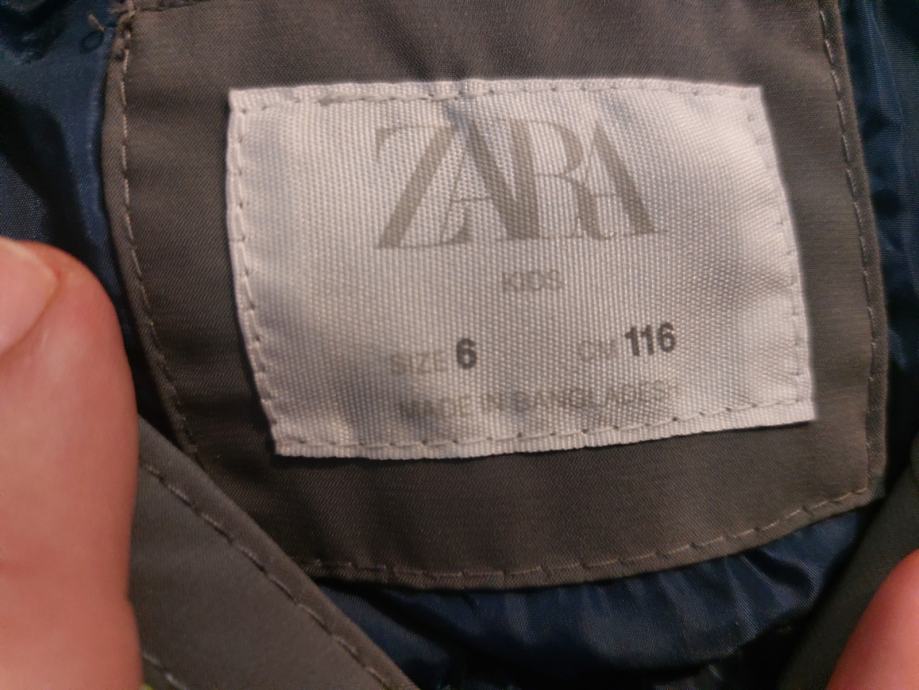 ZARA
KIDS
SIZE 6 CM 116
MADE IN BANGLADESH